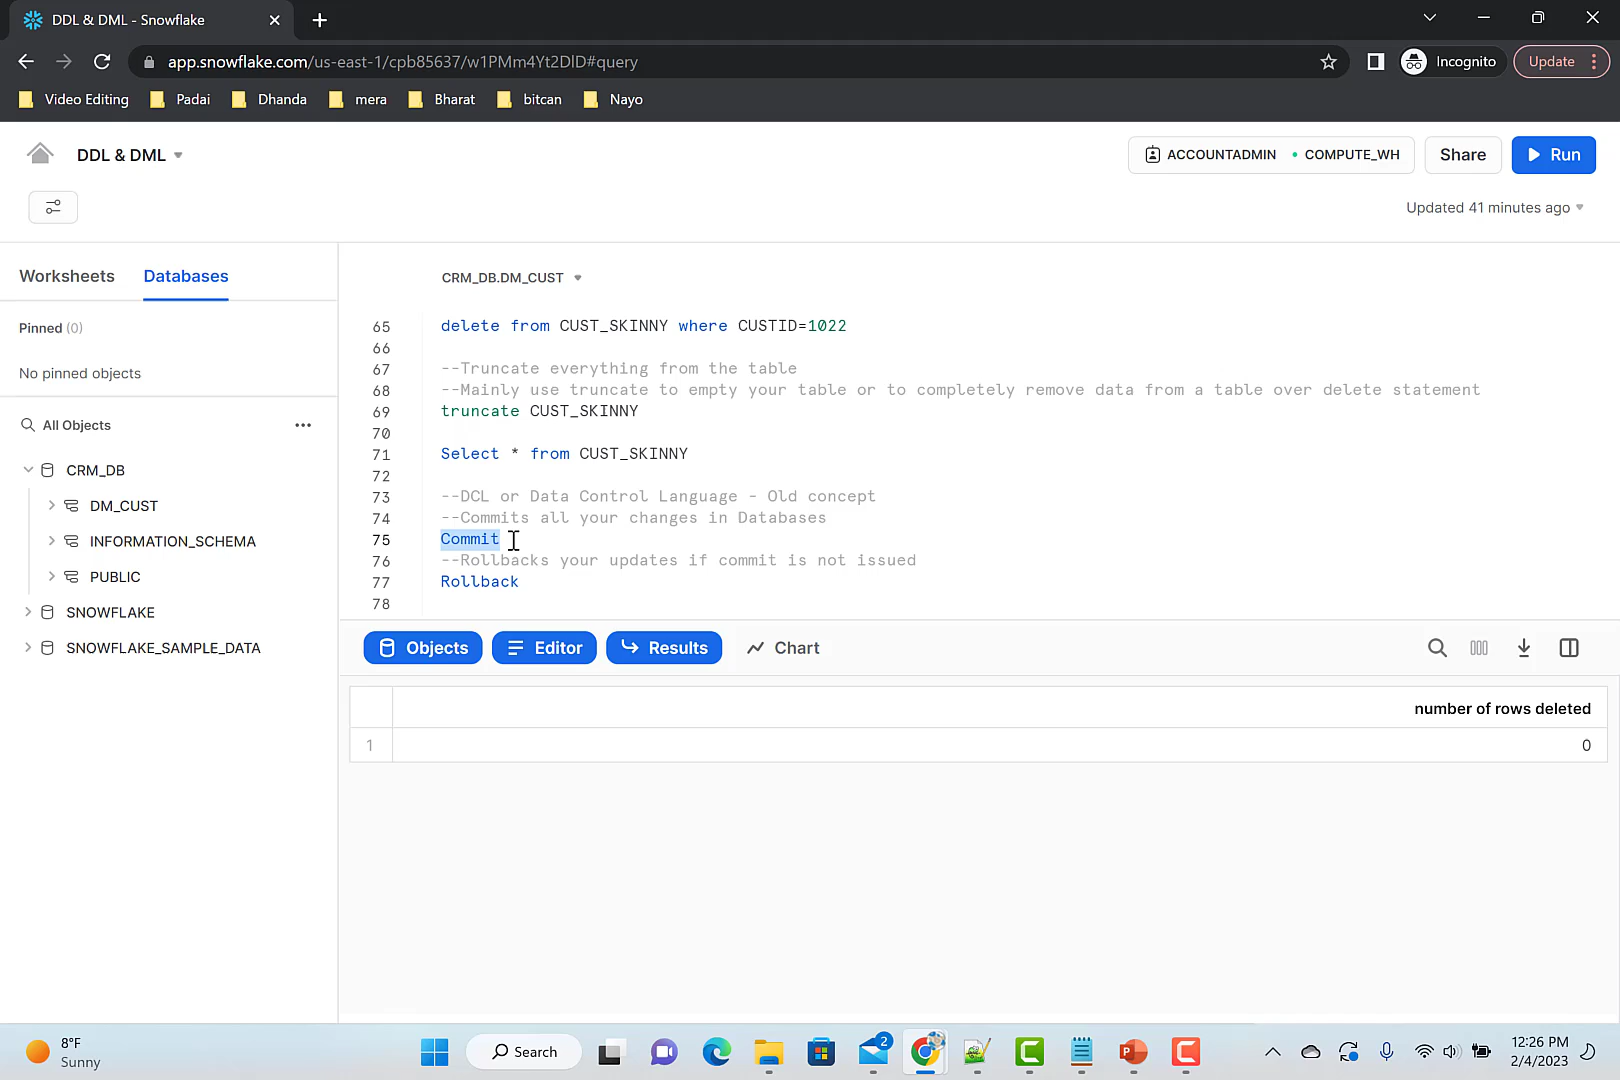 DDL & DML - Snowflake
app.snowflake.com/us-east-1/cpb85637/w1PMm4Yt2DlD#query
Incognito
Update
Video Editing
Padai
Dhanda
mera
Bharat
bitcan
Nayo
DDL & DML
ACCOUNTADMIN
COMPUTE_WH
Share
Run
Updated 41 minutes ago
Worksheets
Databases
Pinned (0)
No pinned objects
All Objects
CRM_DB
DM_CUST
INFORMATION_SCHEMA
PUBLIC
SNOWFLAKE
SNOWFLAKE_SAMPLE_DATA
CRM_DB.DM_CUST
65 delete from CUST_SKINNY where CUSTID=1022
66
67 --Truncate everything from the table
68 --Mainly use truncate to empty your table or to completely remove data from a table over delete statement
69 truncate CUST_SKINNY
70
71 Select * from CUST_SKINNY
72
73 --DCL or Data Control Language - Old concept
74 --Commits all your changes in Databases
75 Commit
76 --Rollbacks your updates if commit is not issued
77 Rollback
78
Objects
Editor
Results
Chart
number of rows deleted
1 0
8°F
Sunny
Search
2
12:26 PM
2/4/2023